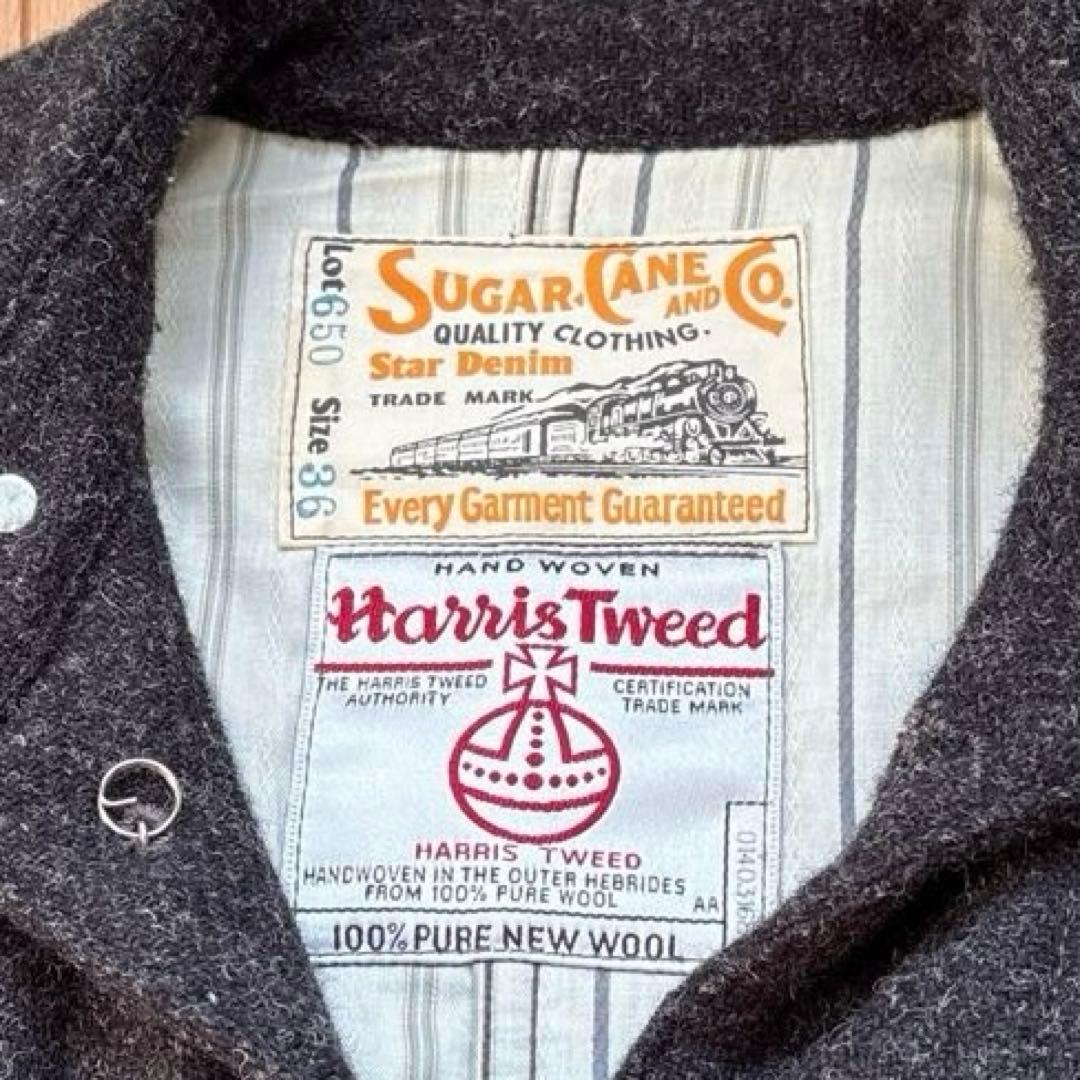 Lot 650 Size 36
SUGAR CANE AND CO.
QUALITY CLOTHING.
Star Denim
TRADE MARK
Every Garment Guaranteed
HAND WOVEN
Harris Tweed
THE HARRIS TWEED
AUTHORITY
CERTIFICATION
TRADE MARK
HARRIS TWEED
HANDWOVEN IN THE OUTER HEBRIDES
FROM 100% PURE WOOL
AA
100% PURE NEW WOOL